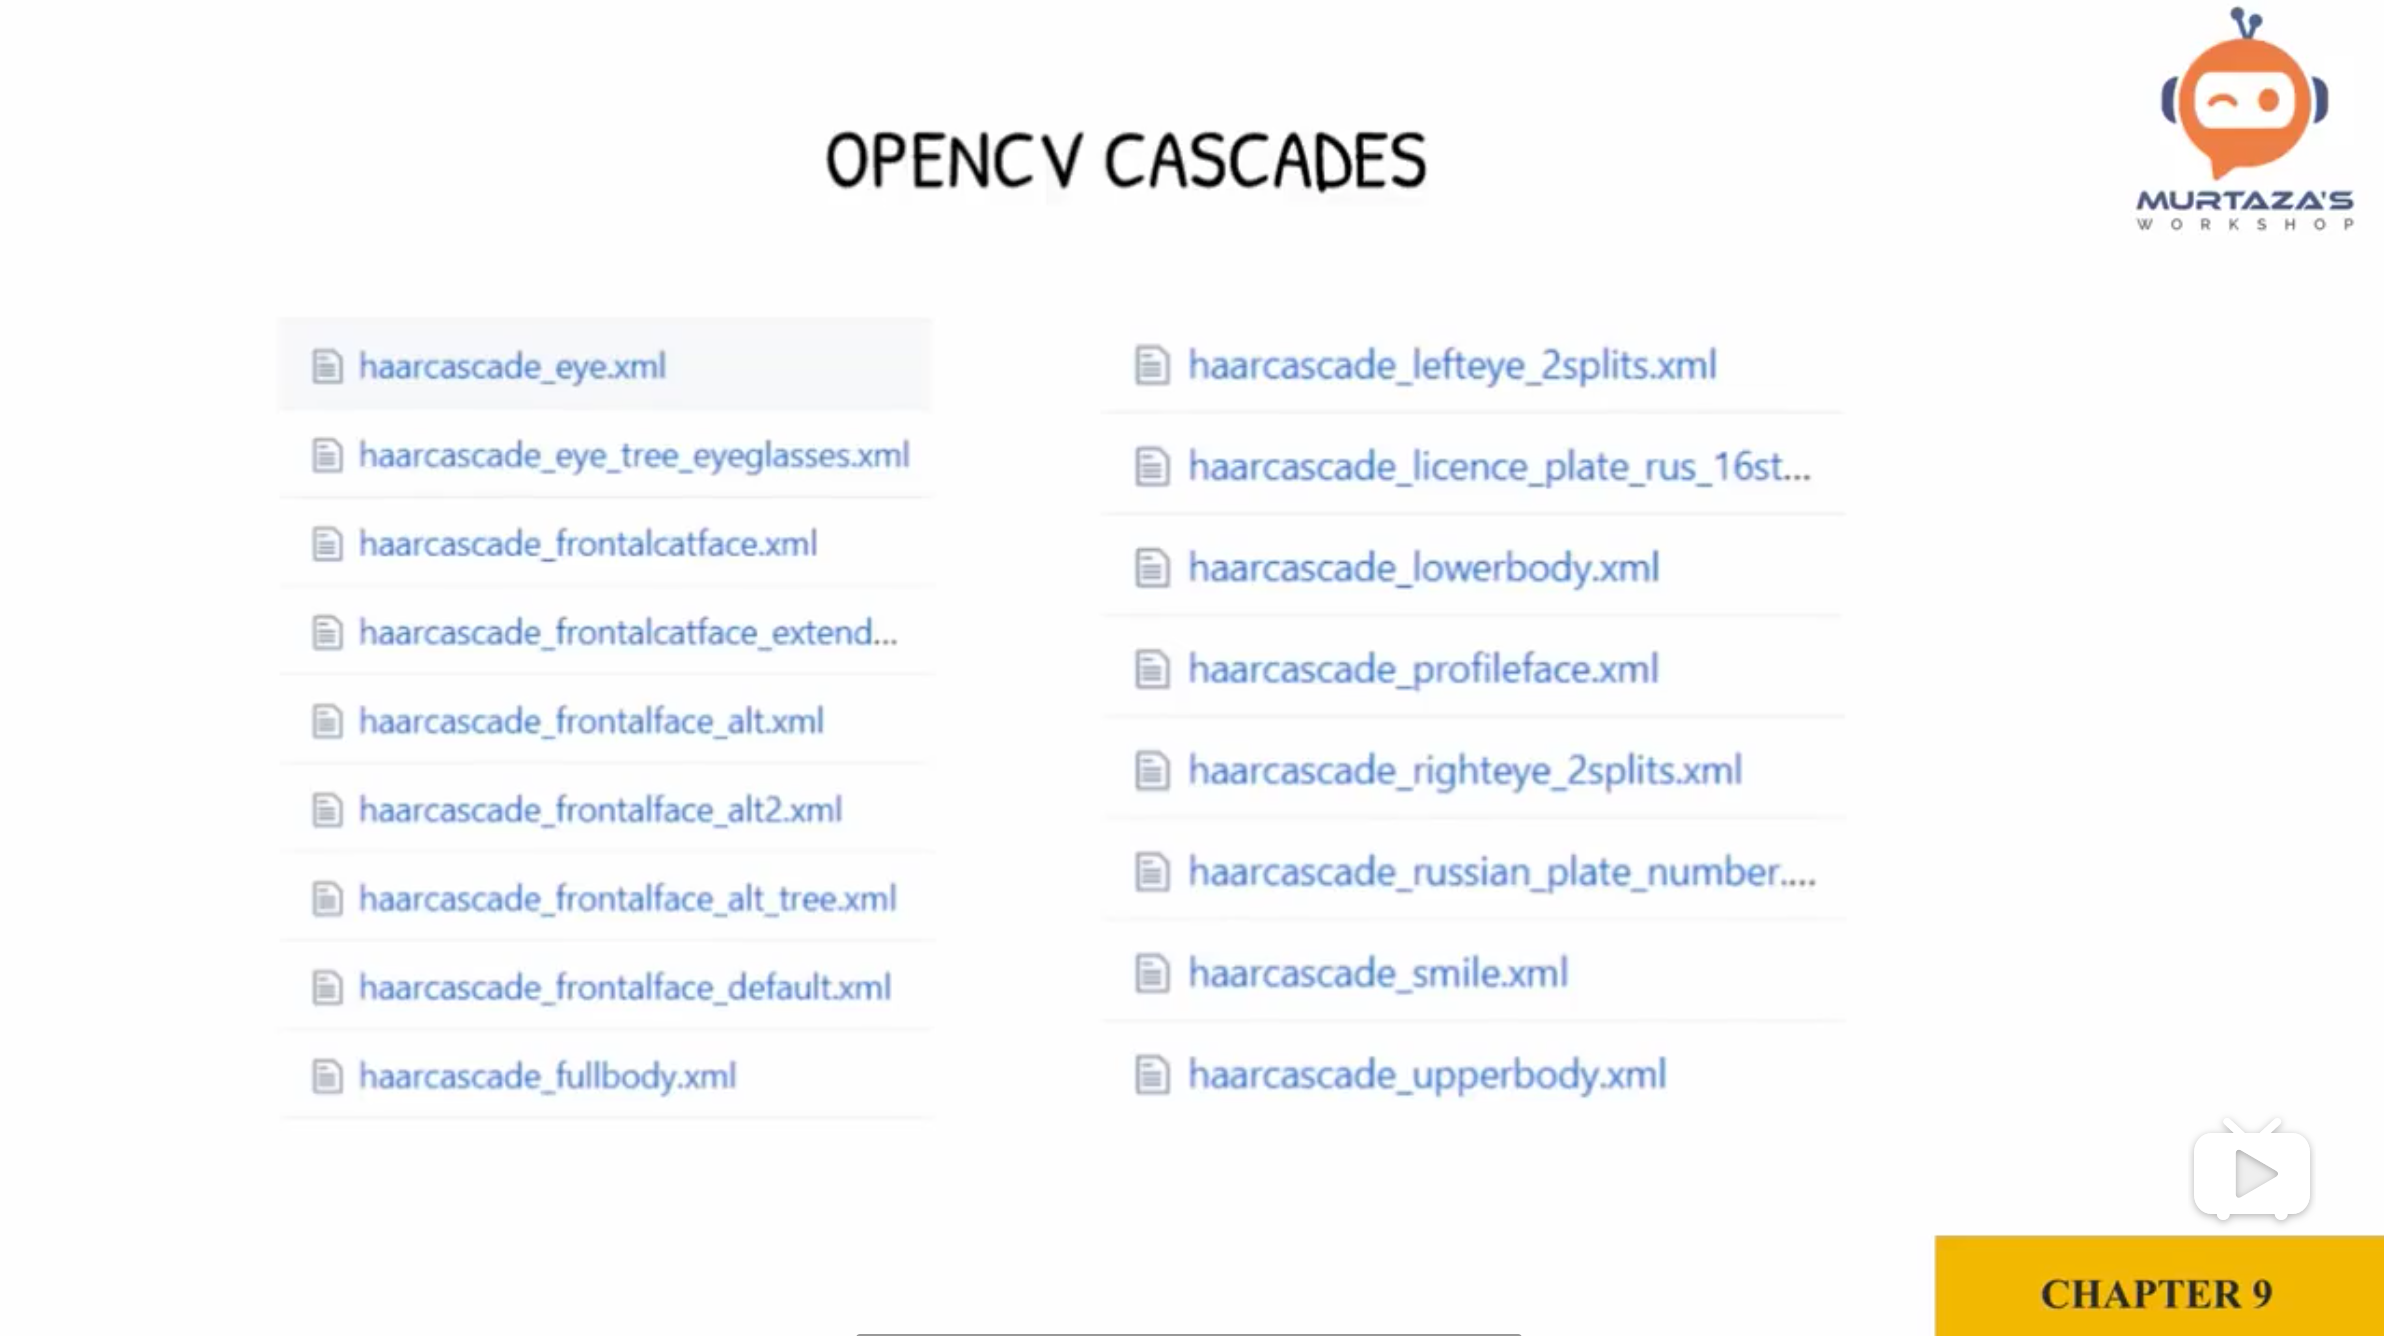 MURTAZA'S
WORKSHOP
OPENCV CASCADES
haarcascade_eye.xml
haarcascade_eye_tree_eyeglasses.xml
haarcascade_frontalcatface.xml
haarcascade_frontalcatface_extend...
haarcascade_frontalface_alt.xml
haarcascade_frontalface_alt2.xml
haarcascade_frontalface_alt_tree.xml
haarcascade_frontalface_default.xml
haarcascade_fullbody.xml
haarcascade_lefteye_2splits.xml
haarcascade_licence_plate_rus_16st...
haarcascade_lowerbody.xml
haarcascade_profileface.xml
haarcascade_righteye_2splits.xml
haarcascade_russian_plate_number....
haarcascade_smile.xml
haarcascade_upperbody.xml
CHAPTER 9